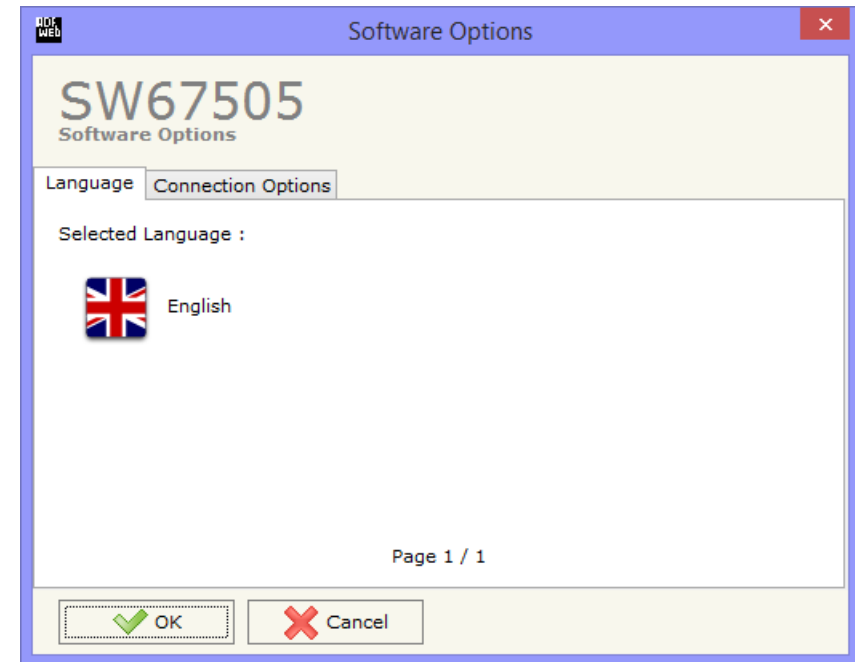 ADF
WEB
Software Options
SW67505
Software Options
Language Connection Options
Selected Language :
English
Page 1 / 1
OK Cancel